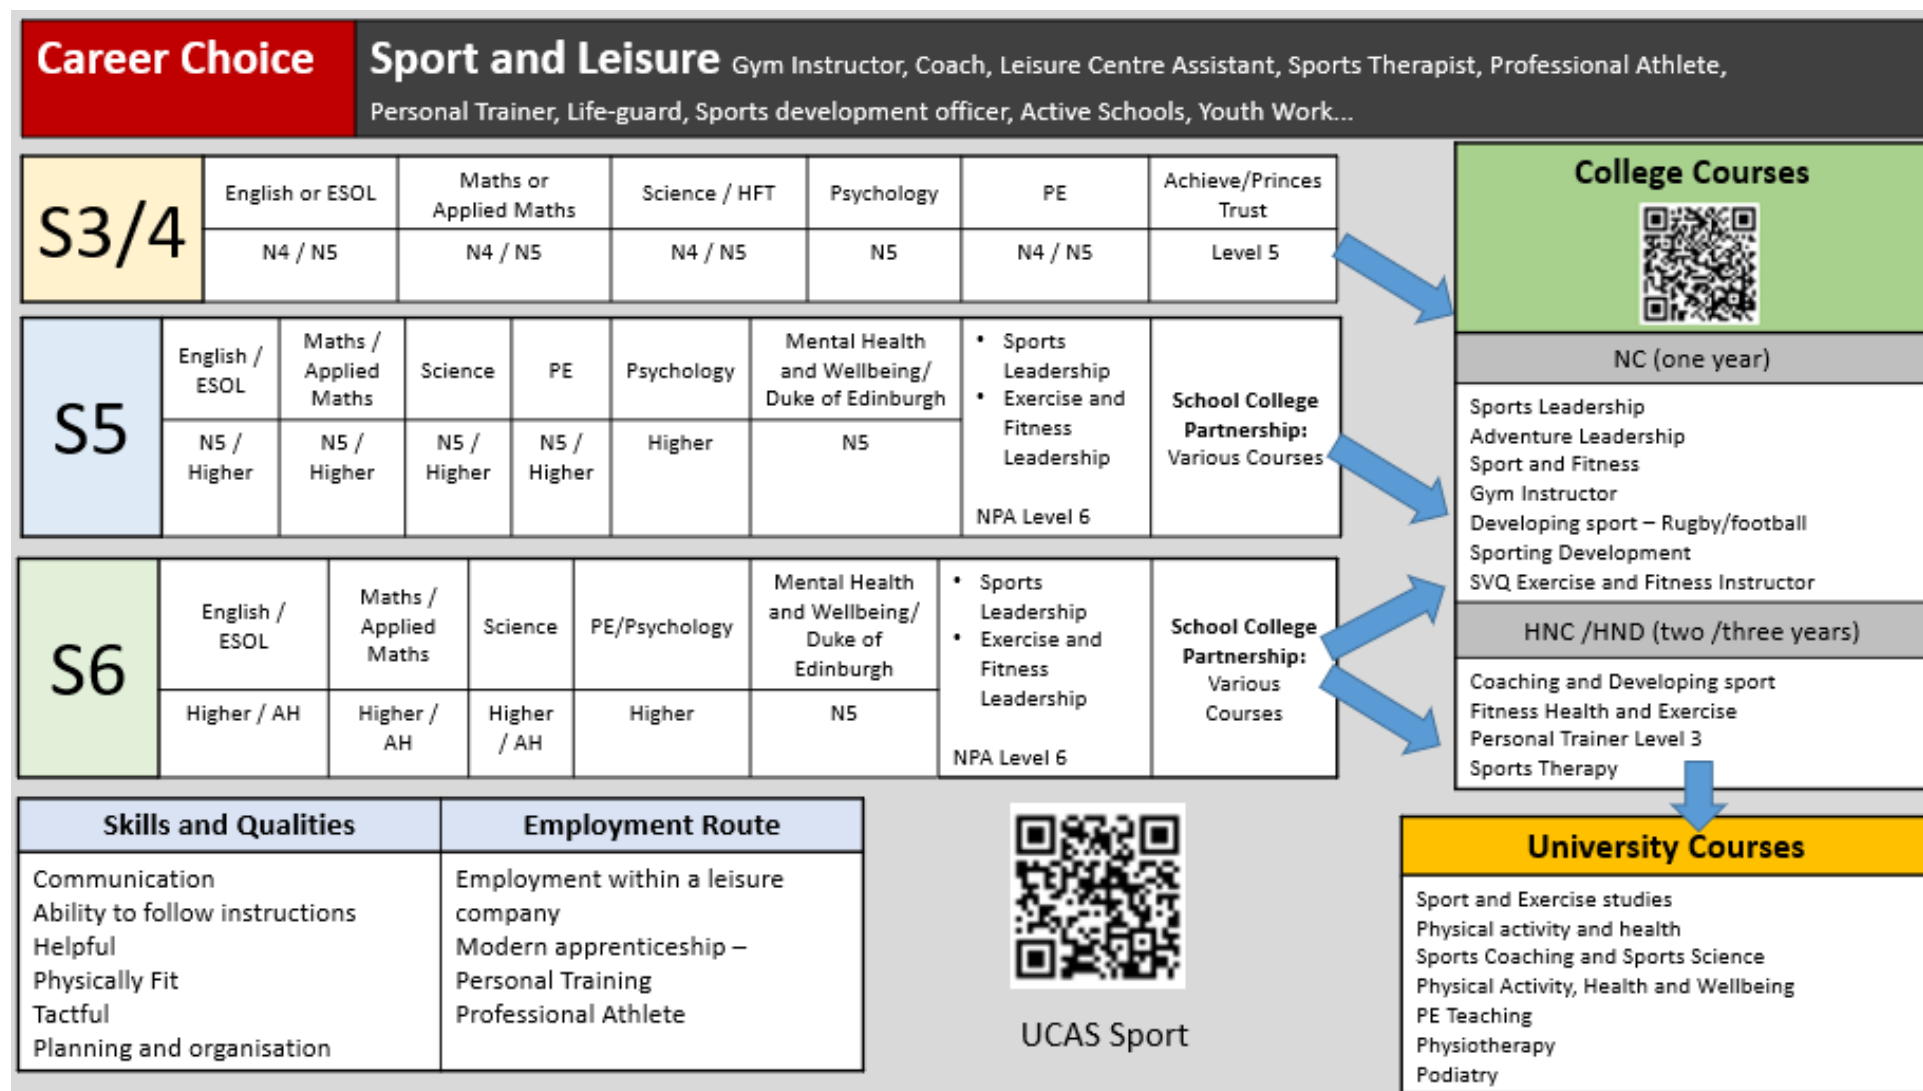 Career Choice
Sport and Leisure Gym Instructor, Coach, Leisure Centre Assistant, Sports Therapist, Professional Athlete,
Personal Trainer, Life-guard, Sports development officer, Active Schools, Youth Work...
S3/4
English or ESOL
Maths or
Applied Maths
Science / HFT
Psychology
PE
Achieve/Princes
Trust
N4 / N5
N4 / N5
N4 / N5
N5
N4 / N5
Level 5
S5
English /
ESOL
Maths /
Applied
Maths
Science
PE
Psychology
Mental Health
and Wellbeing/
Duke of Edinburgh
• Sports
Leadership
• Exercise and
Fitness
Leadership
NPA Level 6
School College
Partnership:
Various Courses
N5 /
Higher
N5 /
Higher
N5 /
Higher
N5 /
Higher
Higher
N5
S6
English /
ESOL
Maths /
Applied
Maths
Science
PE/Psychology
Mental Health
and Wellbeing/
Duke of
Edinburgh
• Sports
Leadership
• Exercise and
Fitness
Leadership
NPA Level 6
School College
Partnership:
Various
Courses
Higher / AH
Higher /
AH
Higher
/ AH
Higher
N5
College Courses
NC (one year)
Sports Leadership
Adventure Leadership
Sport and Fitness
Gym Instructor
Developing sport – Rugby/football
Sporting Development
SVQ Exercise and Fitness Instructor
HNC /HND (two /three years)
Coaching and Developing sport
Fitness Health and Exercise
Personal Trainer Level 3
Sports Therapy
Skills and Qualities
Communication
Ability to follow instructions
Helpful
Physically Fit
Tactful
Planning and organisation
Employment Route
Employment within a leisure
company
Modern apprenticeship –
Personal Training
Professional Athlete
UCAS Sport
University Courses
Sport and Exercise studies
Physical activity and health
Sports Coaching and Sports Science
Physical Activity, Health and Wellbeing
PE Teaching
Physiotherapy
Podiatry